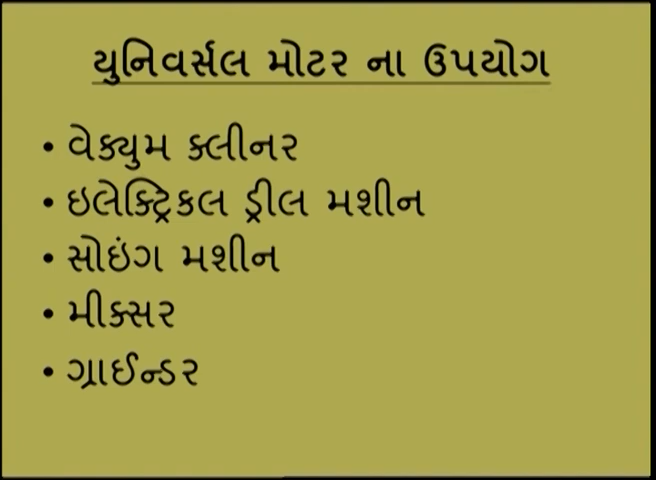 યુનિવર્સલ મોટર ના ઉપયોગ
• વેક્યુમ ક્લીનર
• ઇલેક્ટ્રિકલ ડ્રીલ મશીન
• સોઇંગ મશીન
• મીક્સર
• ગ્રાઈન્ડર